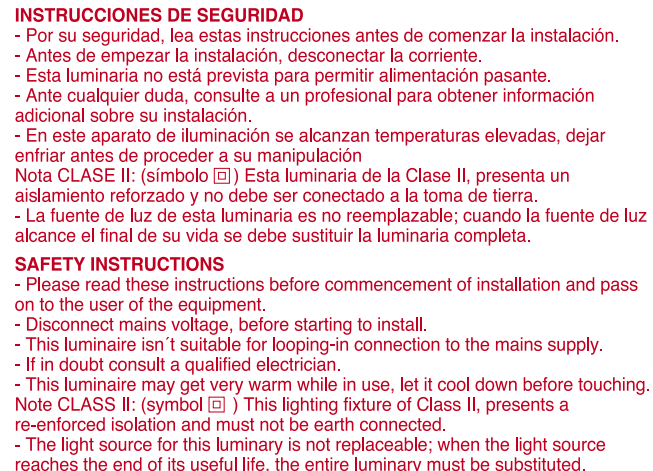 INSTRUCCIONES DE SEGURIDAD
- Por su seguridad, lea estas instrucciones antes de comenzar la instalación.
- Antes de empezar la instalación, desconectar la corriente.
- Esta luminaria no está prevista para permitir alimentación pasante.
- Ante cualquier duda, consulte a un profesional para obtener información
adicional sobre su instalación.
- En este aparato de iluminación se alcanzan temperaturas elevadas, dejar
enfriar antes de proceder a su manipulación
Nota CLASE II: (símbolo 回) Esta luminaria de la Clase II, presenta un
aislamiento reforzado y no debe ser conectado a la toma de tierra.
- La fuente de luz de esta luminaria es no reemplazable; cuando la fuente de luz
alcance el final de su vida se debe sustituir la luminaria completa.
SAFETY INSTRUCTIONS
- Please read these instructions before commencement of installation and pass
on to the user of the equipment.
- Disconnect mains voltage, before starting to install.
- This luminaire isn´t suitable for looping-in connection to the mains supply.
- If in doubt consult a qualified electrician.
- This luminaire may get very warm while in use, let it cool down before touching.
Note CLASS II: (symbol 回 ) This lighting fixture of Class II, presents a
re-enforced isolation and must not be earth connected.
- The light source for this luminary is not replaceable; when the light source
reaches the end of its useful life, the entire luminary must be substituted.